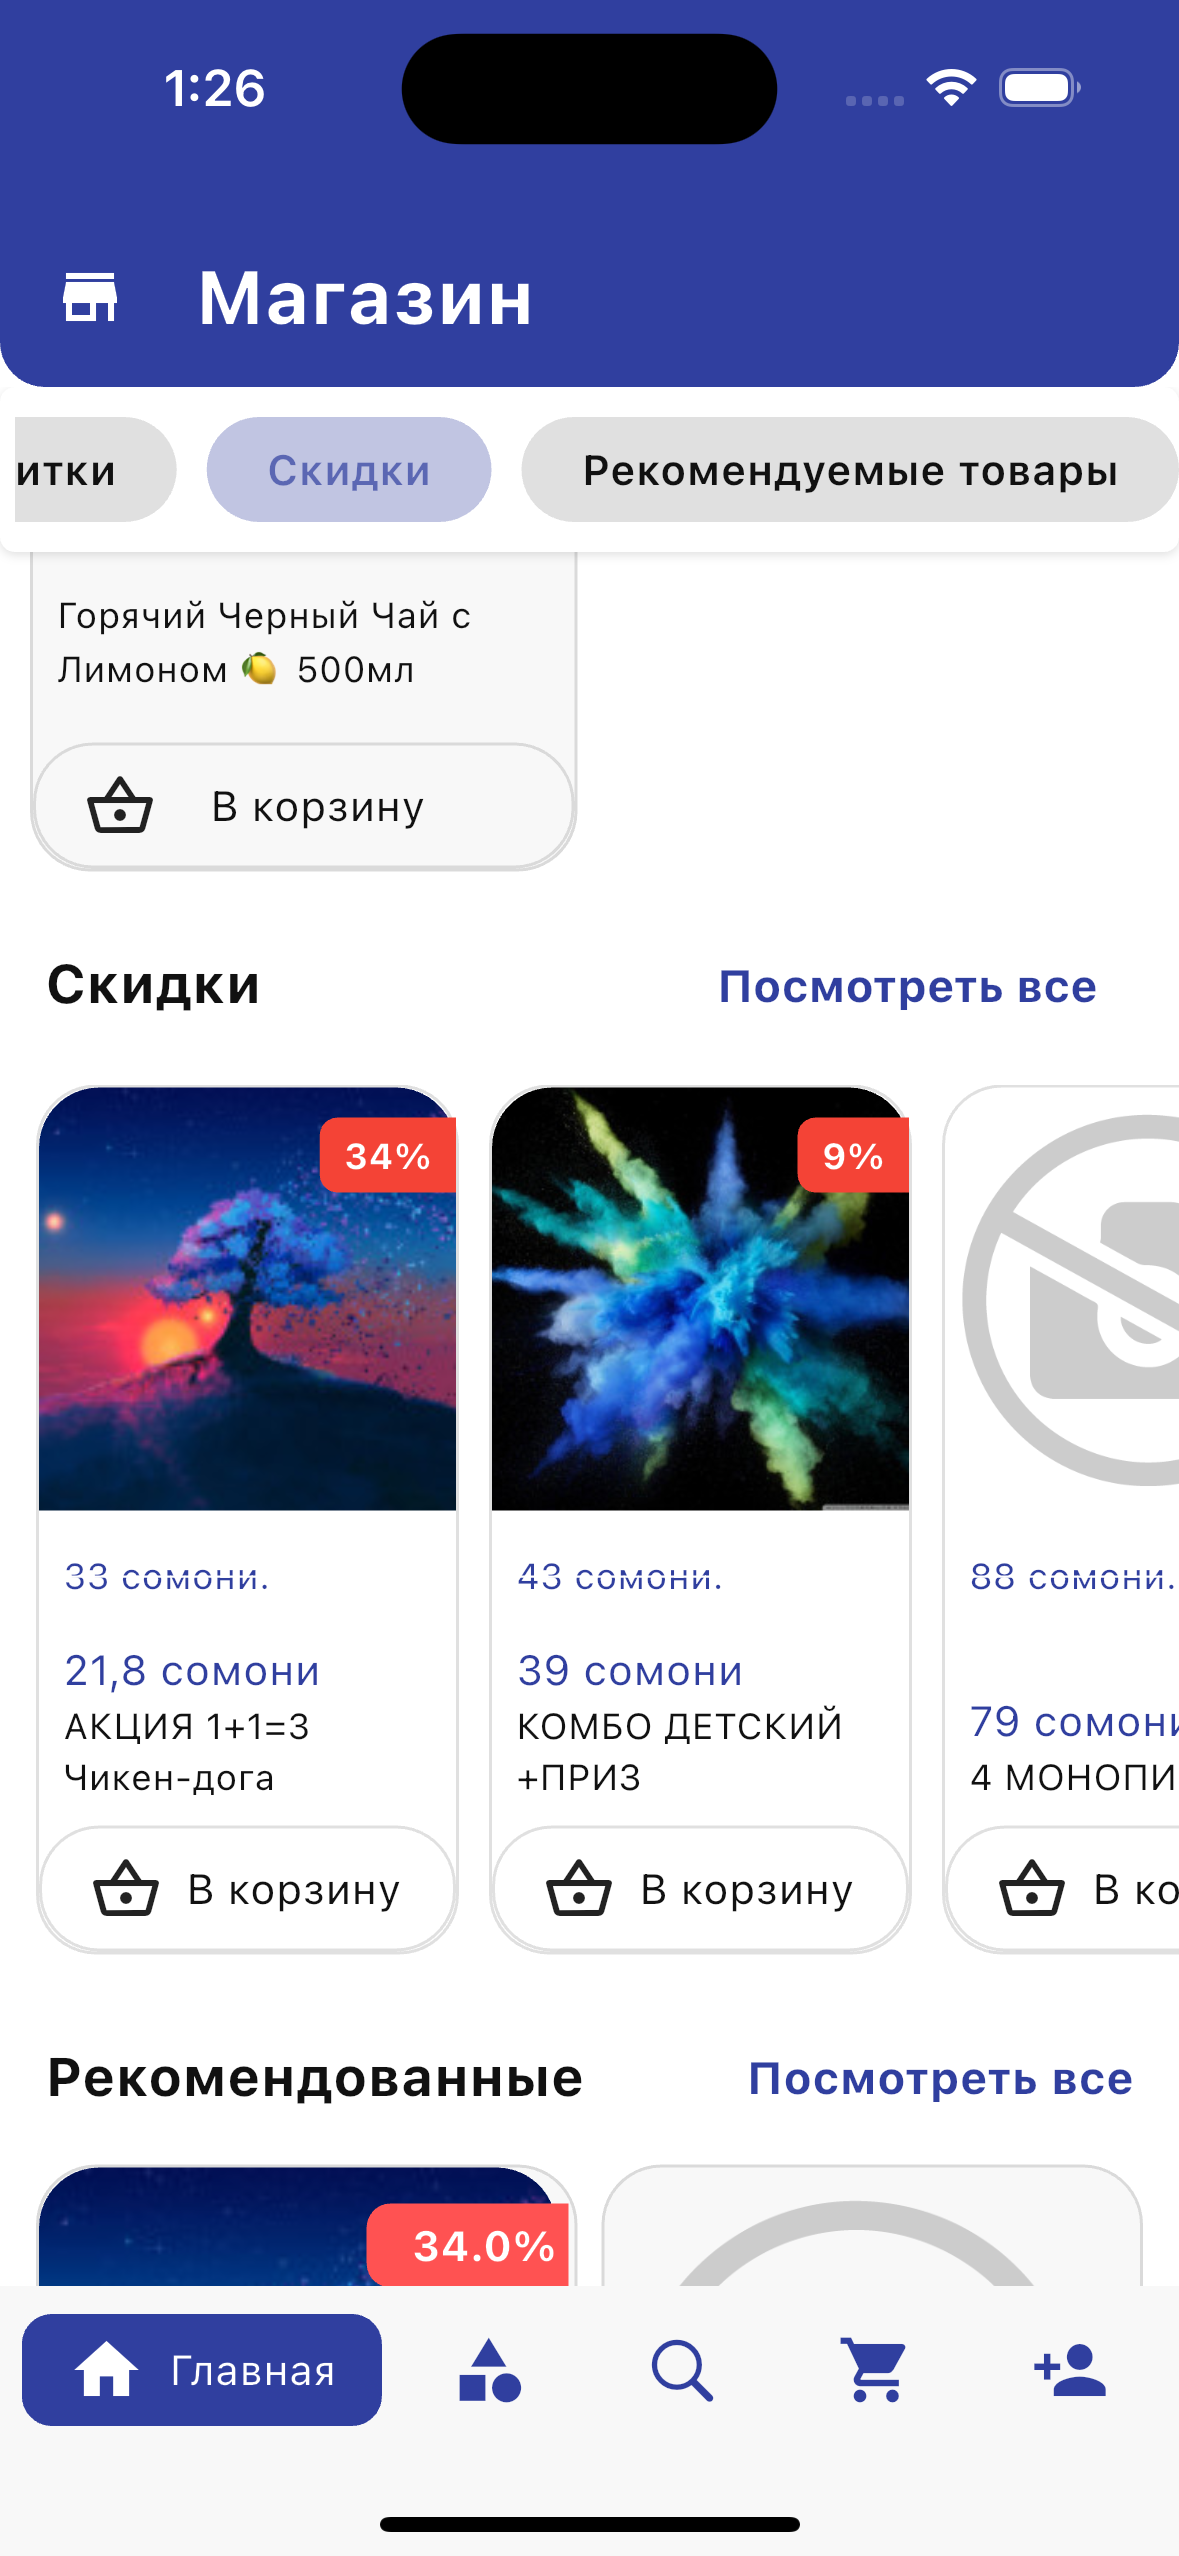 1:26
Магазин
итки
Скидки
Рекомендуемые товары
Горячий Черный Чай с
Лимоном 🍋 500мл
В корзину
Скидки
Посмотреть все
34%
9%
33 сомони.
43 сомони.
88 сомони.
21,8 сомони
АКЦИЯ 1+1=3
Чикен-дога
39 сомони
КОМБО ДЕТСКИЙ
+ПРИЗ
79 сомони
4 МОНОПИ
В корзину
В корзину
В ко
Рекомендованные
Посмотреть все
34.0%
Главная